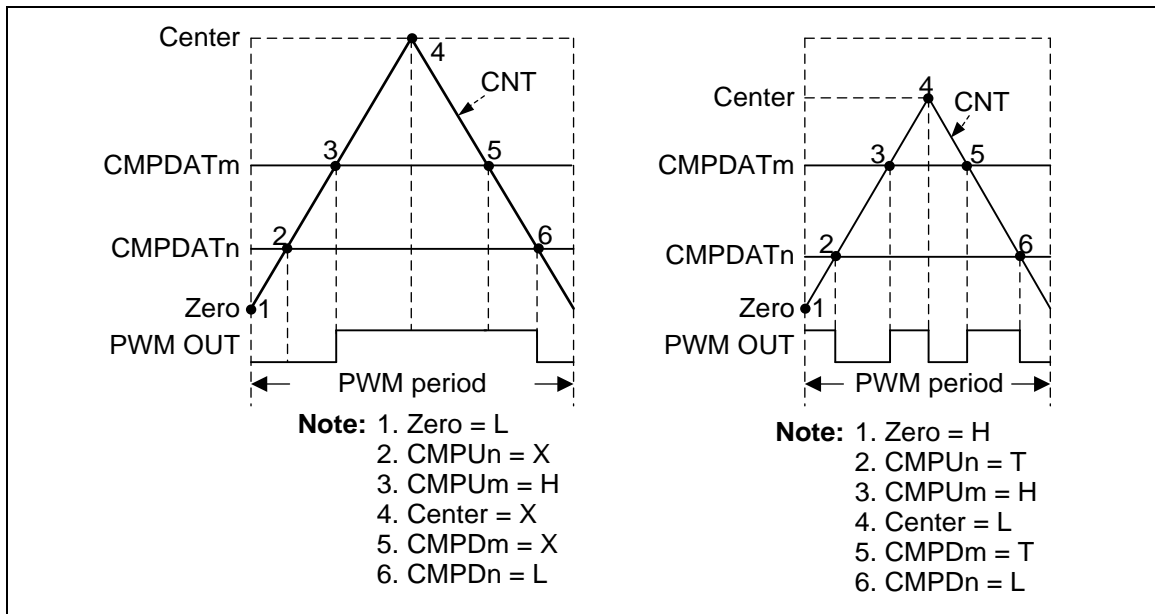 Center
4
CNT
3
5
CMPDATm
2
6
CMPDATn
Zero
1
PWM OUT
PWM period
Note: 1. Zero = L
2. CMPUn = X
3. CMPUm = H
4. Center = X
5. CMPDm = X
6. CMPDn = L
4
CNT
Center
3
5
CMPDATm
2
6
CMPDATn
Zero
1
PWM OUT
PWM period
Note: 1. Zero = H
2. CMPUn = T
3. CMPUm = H
4. Center = L
5. CMPDm = T
6. CMPDn = L